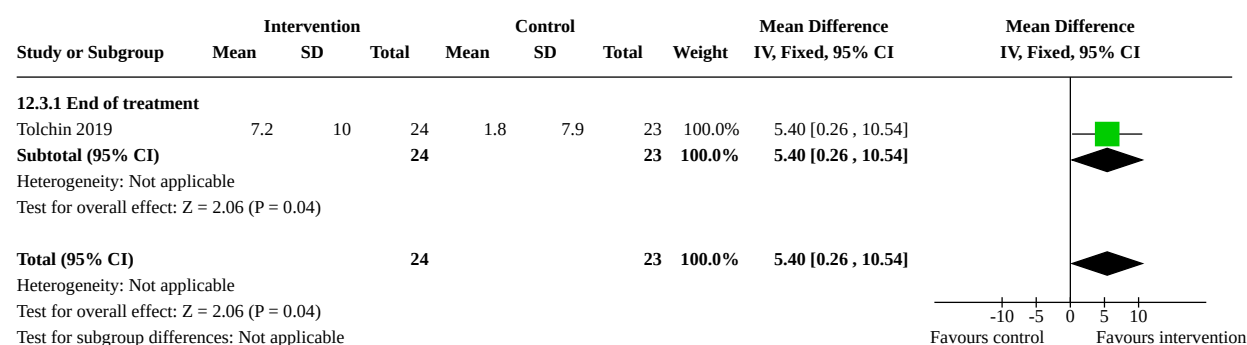 Intervention Control Mean Difference Mean Difference
Study or Subgroup Mean SD Total Mean SD Total Weight IV, Fixed, 95% CI IV, Fixed, 95% CI
12.3.1 End of treatment
Tolchin 2019 7.2 10 24 1.8 7.9 23 100.0% 5.40 [0.26 , 10.54]
Subtotal (95% CI) 24 23 100.0% 5.40 [0.26 , 10.54]
Heterogeneity: Not applicable
Test for overall effect: Z = 2.06 (P = 0.04)
Total (95% CI) 24 23 100.0% 5.40 [0.26 , 10.54]
Heterogeneity: Not applicable
Test for overall effect: Z = 2.06 (P = 0.04)
-10 -5 0 5 10
Test for subgroup differences: Not applicable Favours control Favours intervention